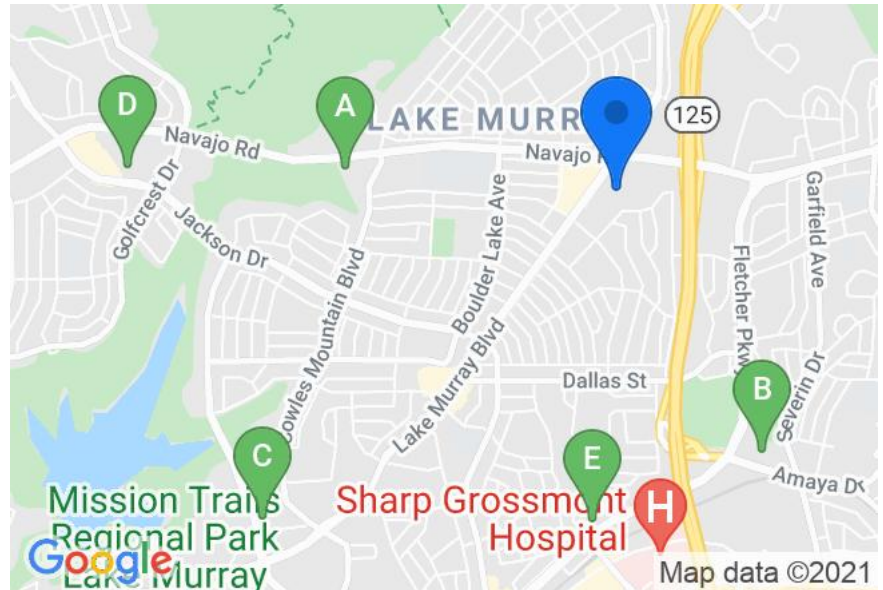 D
A
LAKE MURR
125
Navajo Rd
Navajo R
Golfcrest Dr
Jackson Dr
Cowles Mountain Blvd
Boulder Lake Ave
Lake Murray Blvd
Garfield Ave
Fletcher Pkwy
Severin Dr
Dallas St
B
C
E
Amaya Dr
Mission Trails
Regional Park
Lake Murray
Sharp Grossmont
Hospital
H
Google
Map data ©2021